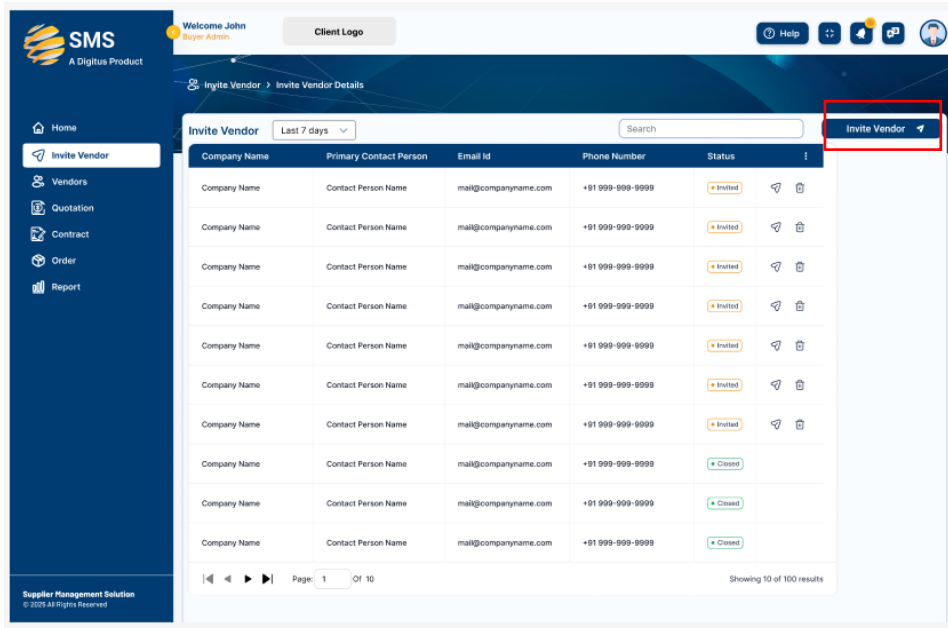 SMS
A Digitus Product
Welcome John
Buyer Admin
Client Logo
Help
Invite Vendor > Invite Vendor Details
Home
Invite Vendor
Vendors
Quotation
Contract
Order
Report
Invite Vendor Last 7 days Search Invite Vendor
Company Name Primary Contact Person Email Id Phone Number Status
Company Name Contact Person Name mail@companyname.com +91 999-999-9999 Invited
Company Name Contact Person Name mail@companyname.com +91 999-999-9999 Invited
Company Name Contact Person Name mail@companyname.com +91 999-999-9999 Invited
Company Name Contact Person Name mail@companyname.com +91 999-999-9999 Invited
Company Name Contact Person Name mail@companyname.com +91 999-999-9999 Invited
Company Name Contact Person Name mail@companyname.com +91 999-999-9999 Invited
Company Name Contact Person Name mail@companyname.com +91 999-999-9999 Invited
Company Name Contact Person Name mail@companyname.com +91 999-999-9999 Closed
Company Name Contact Person Name mail@companyname.com +91 999-999-9999 Closed
Company Name Contact Person Name mail@companyname.com +91 999-999-9999 Closed
Page: 1 Of 10 Showing 10 of 100 results
Supplier Management Solution
© 2025 All Rights Reserved